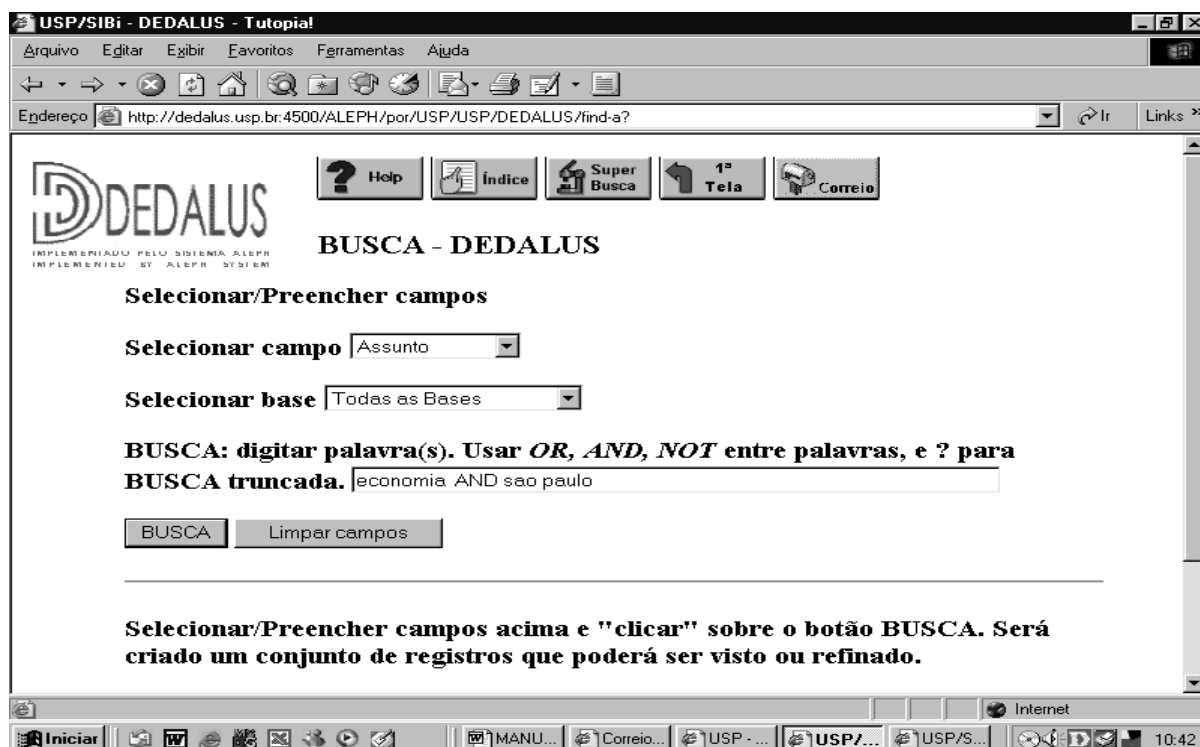 USP/SIBi - DEDALUS - Tutopia!
Arquivo Editar Exibir Favoritos Ferramentas Ajuda
Endereço http://dedalus.usp.br:4500/ALEPH/por/USP/USP/DEDALUS/find-a? Ir Links »
Help Índice Super Busca 1ª Tela Correio
DEDALUS
IMPLEMENTADO PELO SISTEMA ALEPH
IMPLEMENTED BY ALEPH SYSTEM
BUSCA - DEDALUS
Selecionar/Preencher campos
Selecionar campo Assunto
Selecionar base Todas as Bases
BUSCA: digitar palavra(s). Usar OR, AND, NOT entre palavras, e ? para
BUSCA truncada. economia AND sao paulo
BUSCA Limpar campos
Selecionar/Preencher campos acima e "clicar" sobre o botão BUSCA. Será
criado um conjunto de registros que poderá ser visto ou refinado.
Internet
Iniciar MANU... Correio... USP - ... USP/... USP/S... 10:42